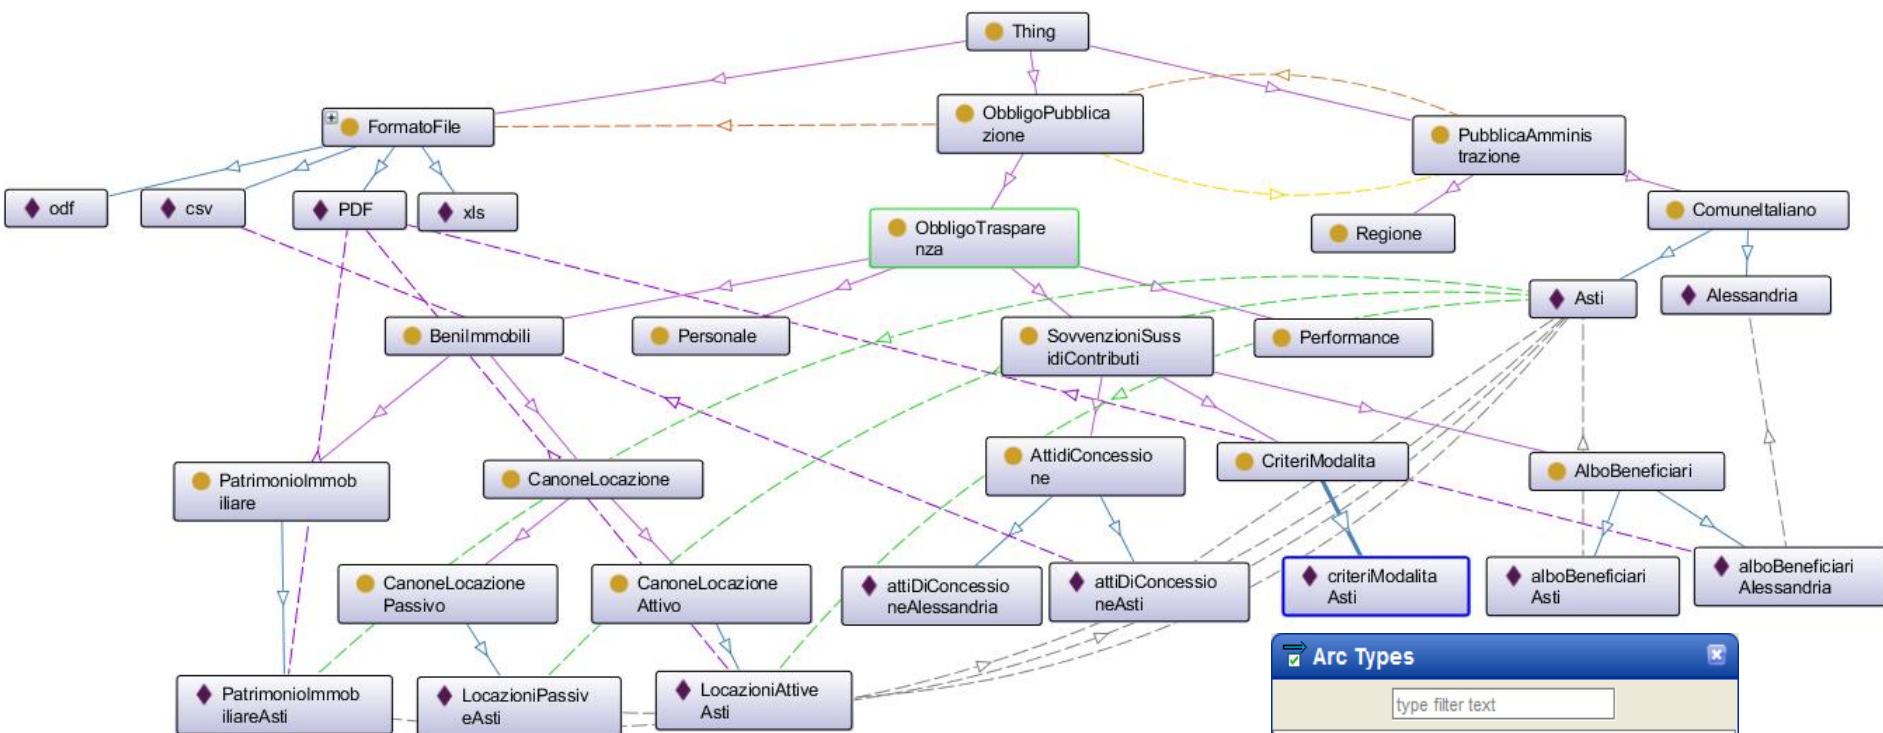 Thing
FormatoFile
ObbligoPubblica
zione
PubblicaAmminis
trazione
odf
csv
PDF
xls
ObbligoTraspare
nza
Regione
ComuneItaliano
Asti
Alessandria
BeniImmobili
Personale
SovvenzioniSuss
idiContributi
Performance
PatrimonioImmob
iliare
CanoneLocazione
AttidiConcessio
ne
CriteriModalita
AlboBeneficiari
CanoneLocazione
Passivo
CanoneLocazione
Attivo
attiDiConcessio
neAlessandria
attiDiConcessio
neAsti
criteriModalita
Asti
alboBeneficiari
Asti
alboBeneficiari
Alessandria
PatrimonioImmob
iliareAsti
LocazioniPassiv
eAsti
LocazioniAttive
Asti
Arc Types
type filter text